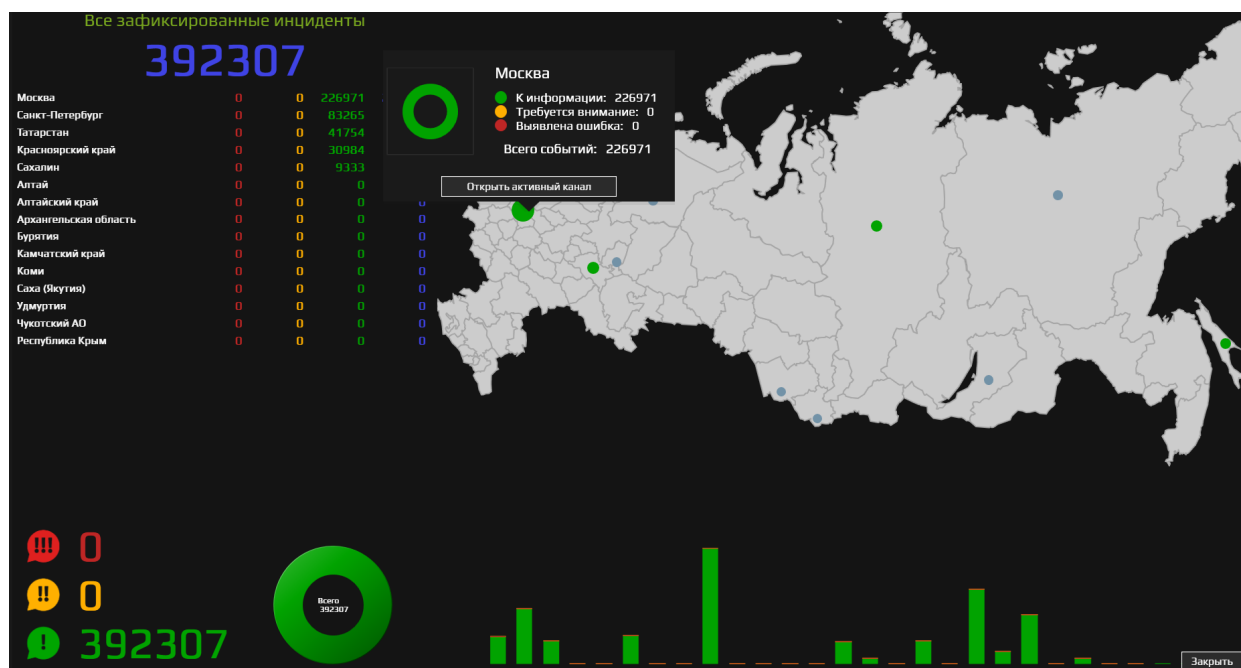 Все зафиксированные инциденты
392307
Москва 0 0 226971
Санкт-Петербург 0 0 83265
Татарстан 0 0 41754
Красноярский край 0 0 30984
Сахалин 0 0 9333
Алтай 0 0 0
Алтайский край 0 0 0 0
Архангельская область 0 0 0 0
Бурятия 0 0 0 0
Камчатский край 0 0 0 0
Коми 0 0 0 0
Саха (Якутия) 0 0 0 0
Удмуртия 0 0 0 0
Чукотский АО 0 0 0 0
Республика Крым 0 0 0 0
Москва
К информации: 226971
Требуется внимание: 0
Выявлена ошибка: 0
Всего событий: 226971
Открыть активный канал
!!! 0
!! 0
! 392307
Всего
392307
Закрыть